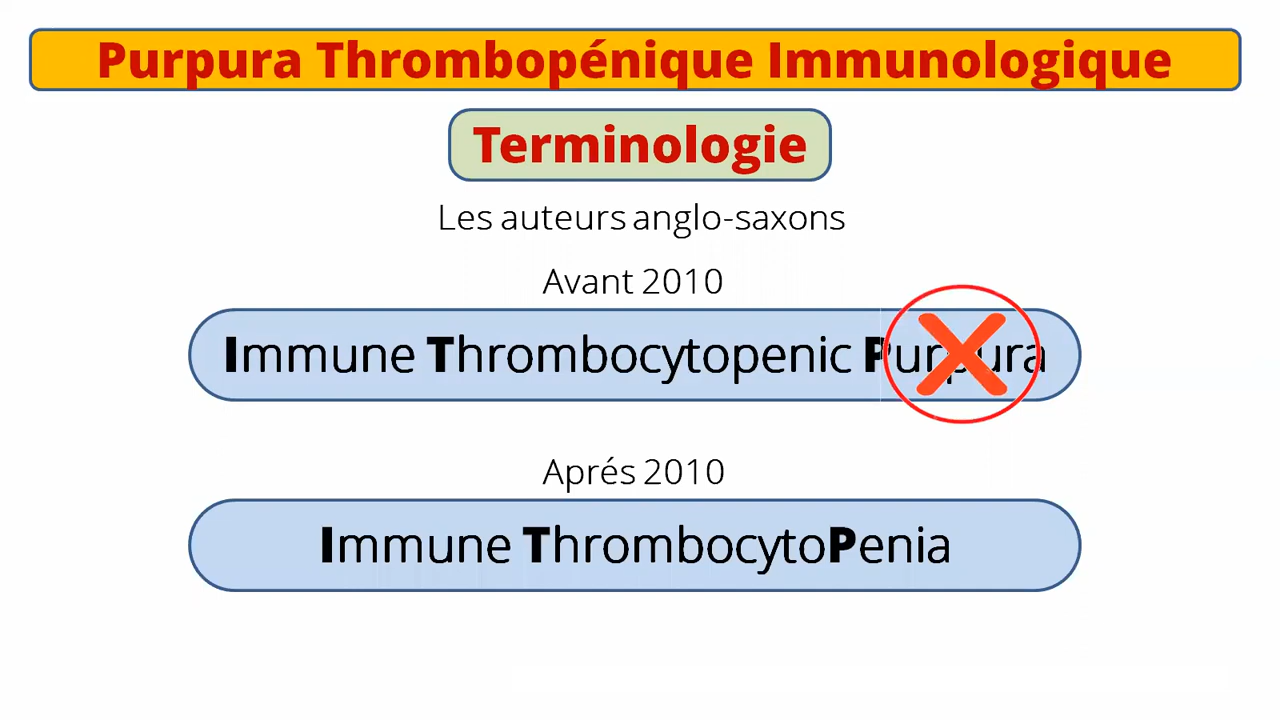 Purpura Thrombopénique Immunologique
Terminologie
Les auteurs anglo-saxons
Avant 2010
Immune Thrombocytopenic Purpura
Aprés 2010
Immune ThrombocytoPenia